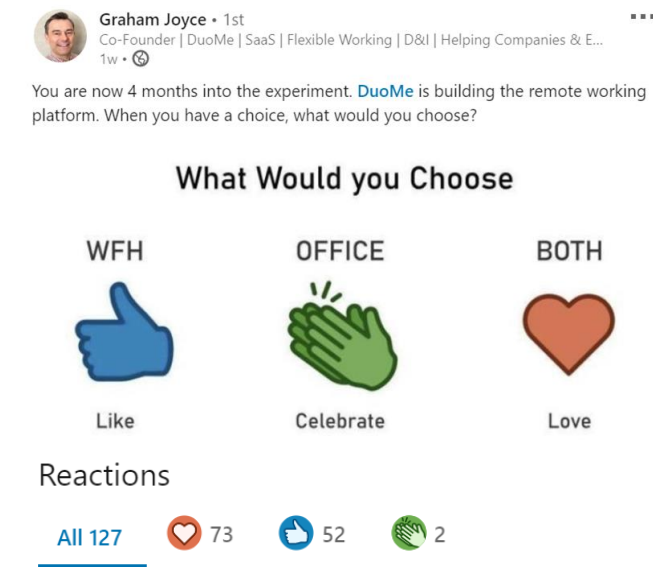 Graham Joyce • 1st
Co-Founder | DuoMe | SaaS | Flexible Working | D&I | Helping Companies & E...
1w •
You are now 4 months into the experiment. DuoMe is building the remote working
platform. When you have a choice, what would you choose?
What Would you Choose
WFH OFFICE BOTH
Like Celebrate Love
Reactions
All 127 73 52 2